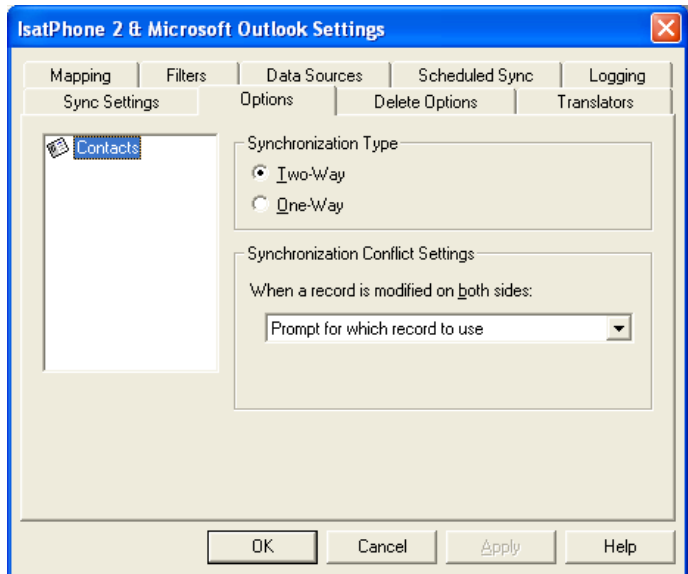 IsatPhone 2 & Microsoft Outlook Settings
Mapping Filters Data Sources Scheduled Sync Logging
Sync Settings Options Delete Options Translators
Contacts
Synchronization Type
Two-Way
One-Way
Synchronization Conflict Settings
When a record is modified on both sides:
Prompt for which record to use
OK Cancel Apply Help